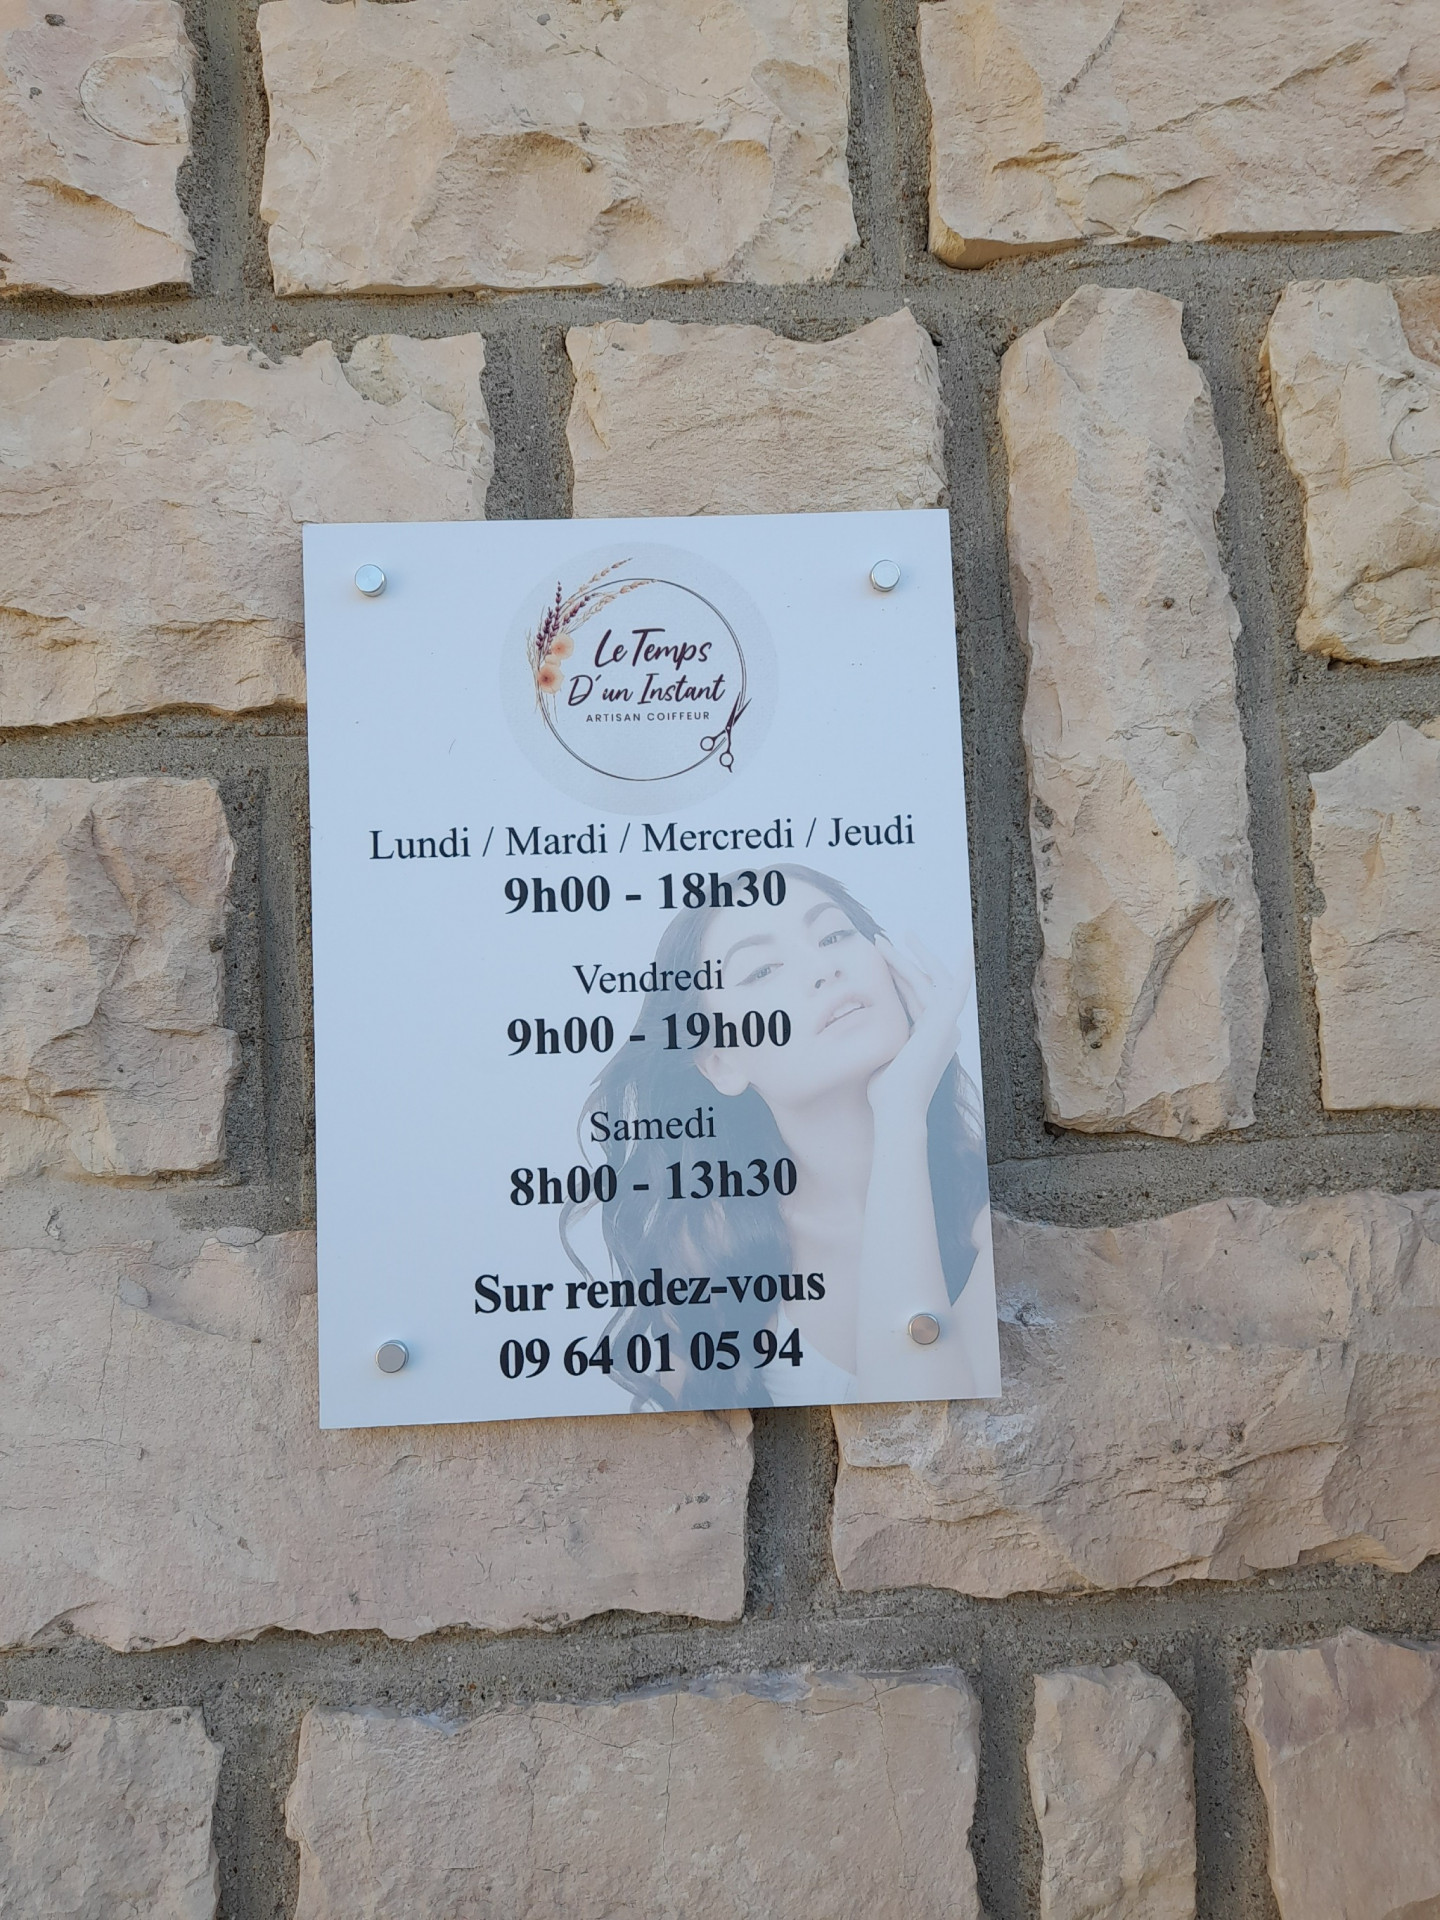 Le Temps
D'un Instant
ARTISAN COIFFEUR
Lundi / Mardi / Mercredi / Jeudi
9h00 - 18h30
Vendredi
9h00 - 19h00
Samedi
8h00 - 13h30
Sur rendez-vous
09 64 01 05 94